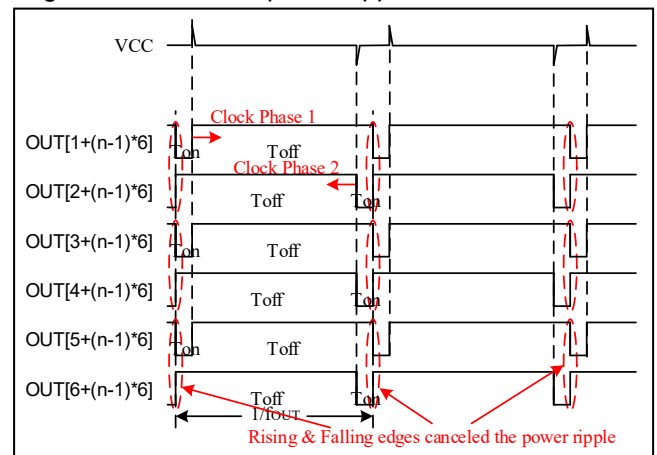 VCC
Clock Phase 1
OUT[1+(n-1)*6]
Ton
Toff
Clock Phase 2
OUT[2+(n-1)*6]
Toff
Ton
OUT[3+(n-1)*6]
Ton
Toff
OUT[4+(n-1)*6]
Toff
Ton
OUT[5+(n-1)*6]
Ton
Toff
OUT[6+(n-1)*6]
Toff
Ton
1/fOUT
Rising & Falling edges canceled the power ripple